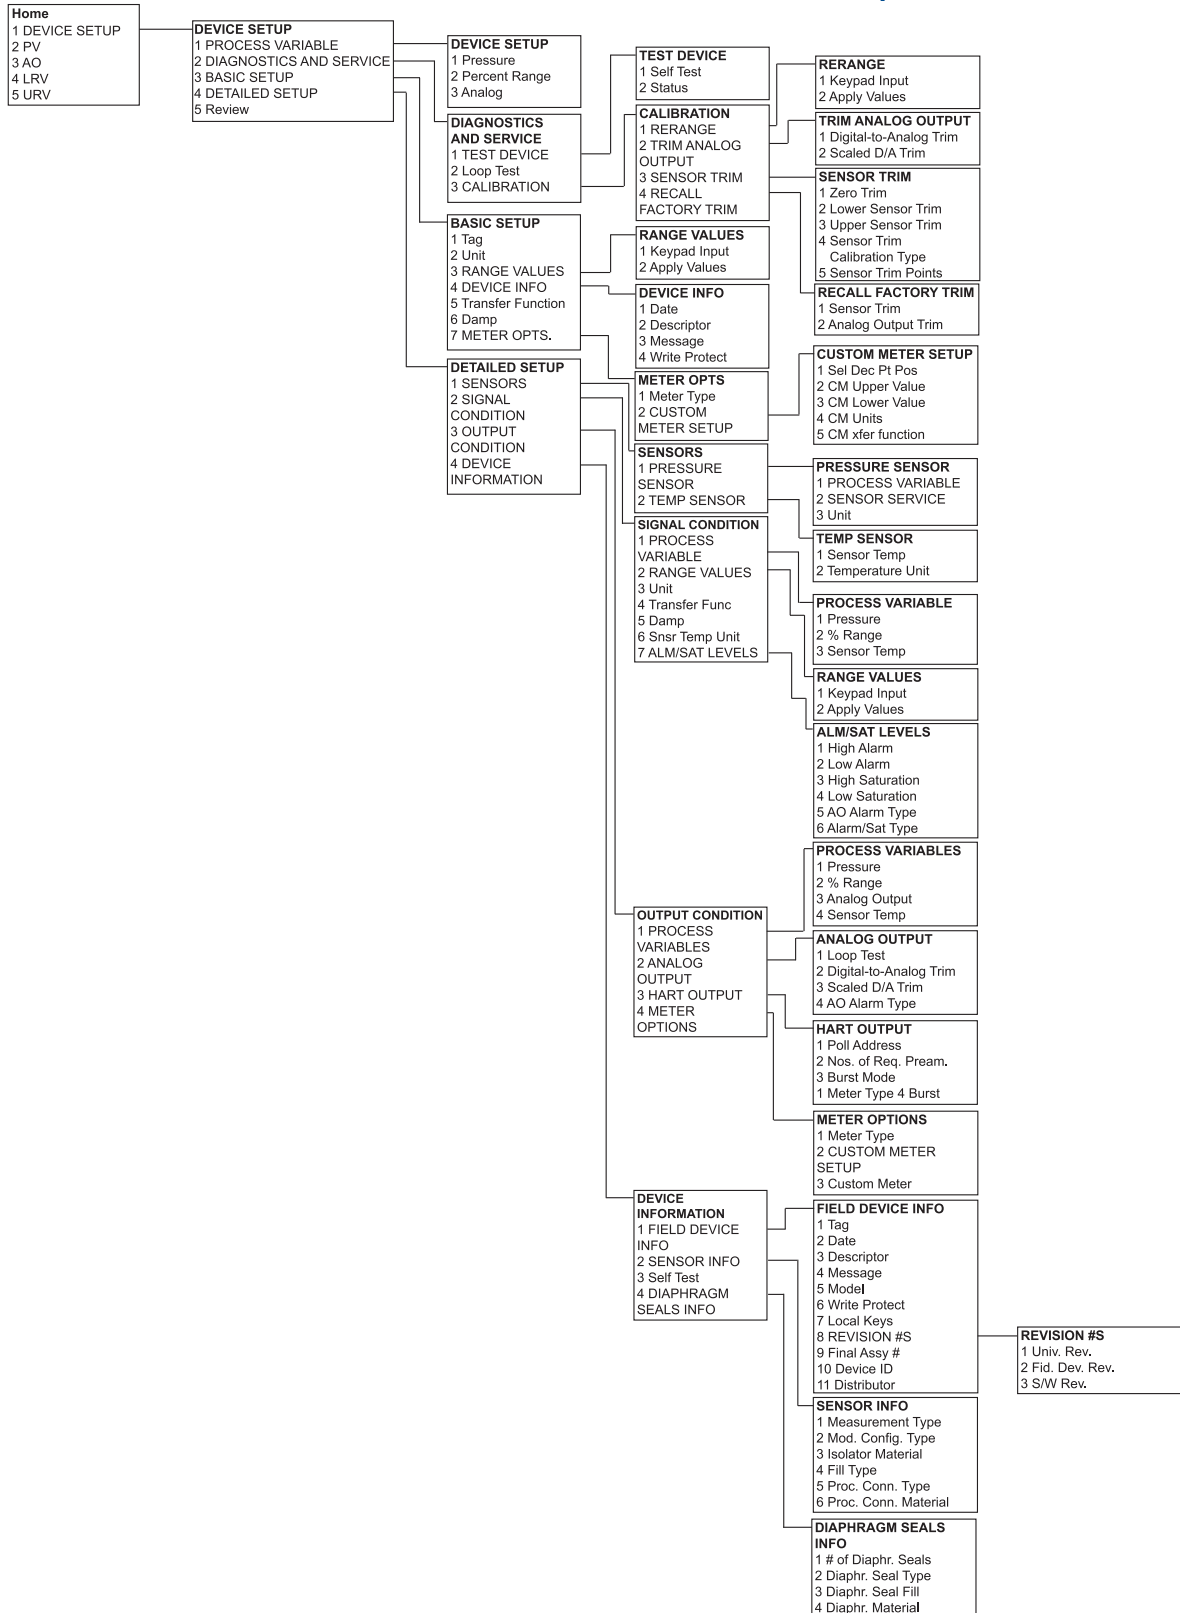 Home
1 DEVICE SETUP
2 PV
3 AO
4 LRV
5 URV
DEVICE SETUP
1 PROCESS VARIABLE
2 DIAGNOSTICS AND SERVICE
3 BASIC SETUP
4 DETAILED SETUP
5 Review
DEVICE SETUP
1 Pressure
2 Percent Range
3 Analog
DIAGNOSTICS
AND SERVICE
1 TEST DEVICE
2 Loop Test
3 CALIBRATION
BASIC SETUP
1 Tag
2 Unit
3 RANGE VALUES
4 DEVICE INFO
5 Transfer Function
6 Damp
7 METER OPTS.
DETAILED SETUP
1 SENSORS
2 SIGNAL
CONDITION
3 OUTPUT
CONDITION
4 DEVICE
INFORMATION
TEST DEVICE
1 Self Test
2 Status
CALIBRATION
1 RERANGE
2 TRIM ANALOG
OUTPUT
3 SENSOR TRIM
4 RECALL
FACTORY TRIM
RANGE VALUES
1 Keypad Input
2 Apply Values
DEVICE INFO
1 Date
2 Descriptor
3 Message
4 Write Protect
METER OPTS
1 Meter Type
2 CUSTOM
METER SETUP
SENSORS
1 PRESSURE
SENSOR
2 TEMP SENSOR
SIGNAL CONDITION
1 PROCESS
VARIABLE
2 RANGE VALUES
3 Unit
4 Transfer Func
5 Damp
6 Snsr Temp Unit
7 ALM/SAT LEVELS
OUTPUT CONDITION
1 PROCESS
VARIABLES
2 ANALOG
OUTPUT
3 HART OUTPUT
4 METER
OPTIONS
DEVICE
INFORMATION
1 FIELD DEVICE
INFO
2 SENSOR INFO
3 Self Test
4 DIAPHRAGM
SEALS INFO
RERANGE
1 Keypad Input
2 Apply Values
TRIM ANALOG OUTPUT
1 Digital-to-Analog Trim
2 Scaled D/A Trim
SENSOR TRIM
1 Zero Trim
2 Lower Sensor Trim
3 Upper Sensor Trim
4 Sensor Trim
Calibration Type
5 Sensor Trim Points
RECALL FACTORY TRIM
1 Sensor Trim
2 Analog Output Trim
CUSTOM METER SETUP
1 Sel Dec Pt Pos
2 CM Upper Value
3 CM Lower Value
4 CM Units
5 CM xfer function
PRESSURE SENSOR
1 PROCESS VARIABLE
2 SENSOR SERVICE
3 Unit
TEMP SENSOR
1 Sensor Temp
2 Temperature Unit
PROCESS VARIABLE
1 Pressure
2 % Range
3 Sensor Temp
RANGE VALUES
1 Keypad Input
2 Apply Values
ALM/SAT LEVELS
1 High Alarm
2 Low Alarm
3 High Saturation
4 Low Saturation
5 AO Alarm Type
6 Alarm/Sat Type
PROCESS VARIABLES
1 Pressure
2 % Range
3 Analog Output
4 Sensor Temp
ANALOG OUTPUT
1 Loop Test
2 Digital-to-Analog Trim
3 Scaled D/A Trim
4 AO Alarm Type
HART OUTPUT
1 Poll Address
2 Nos. of Req. Pream.
3 Burst Mode
1 Meter Type 4 Burst
METER OPTIONS
1 Meter Type
2 CUSTOM METER
SETUP
3 Custom Meter
FIELD DEVICE INFO
1 Tag
2 Date
3 Descriptor
4 Message
5 Model
6 Write Protect
7 Local Keys
8 REVISION #S
9 Final Assy #
10 Device ID
11 Distributor
SENSOR INFO
1 Measurement Type
2 Mod. Config. Type
3 Isolator Material
4 Fill Type
5 Proc. Conn. Type
6 Proc. Conn. Material
DIAPHRAGM SEALS
INFO
1 # of Diaphr. Seals
2 Diaphr. Seal Type
3 Diaphr. Seal Fill
4 Diaphr. Material
REVISION #S
1 Univ. Rev.
2 Fid. Dev. Rev.
3 S/W Rev.